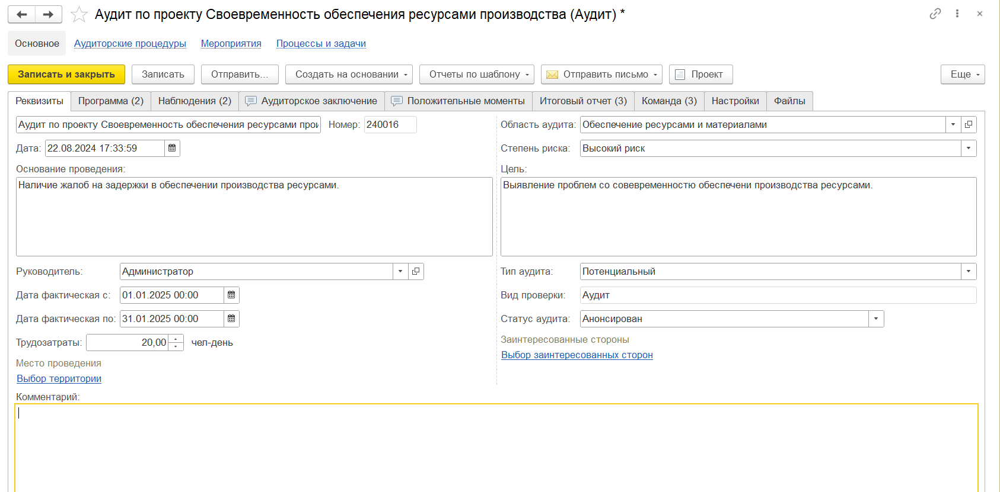 Аудит по проекту Своевременность обеспечения ресурсами производства (Аудит) *
Основное Аудиторские процедуры Мероприятия Процессы и задачи
Записать и закрыть Записать Отправить... Создать на основании Отчеты по шаблону Отправить письмо Проект Еще
Реквизиты Программа (2) Наблюдения (2) Аудиторское заключение Положительные моменты Итоговый отчет (3) Команда (3) Настройки Файлы
Аудит по проекту Своевременность обеспечения ресурсами прои Номер: 240016 Область аудита: Обеспечение ресурсами и материалами
Дата: 22.08.2024 17:33:59 Степень риска: Высокий риск
Основание проведения: Цель:
Наличие жалоб на задержки в обеспечении производства ресурсами. Выявление проблем со совевременностю обеспечени производства ресурсами.
Руководитель: Администратор Тип аудита: Потенциальный
Дата фактическая с: 01.01.2025 00:00 Вид проверки: Аудит
Дата фактическая по: 31.01.2025 00:00 Статус аудита: Анонсирован
Трудозатраты: 20,00 чел-день Заинтересованные стороны
Место проведения Выбор заинтересованных сторон
Выбор территории
Комментарий: